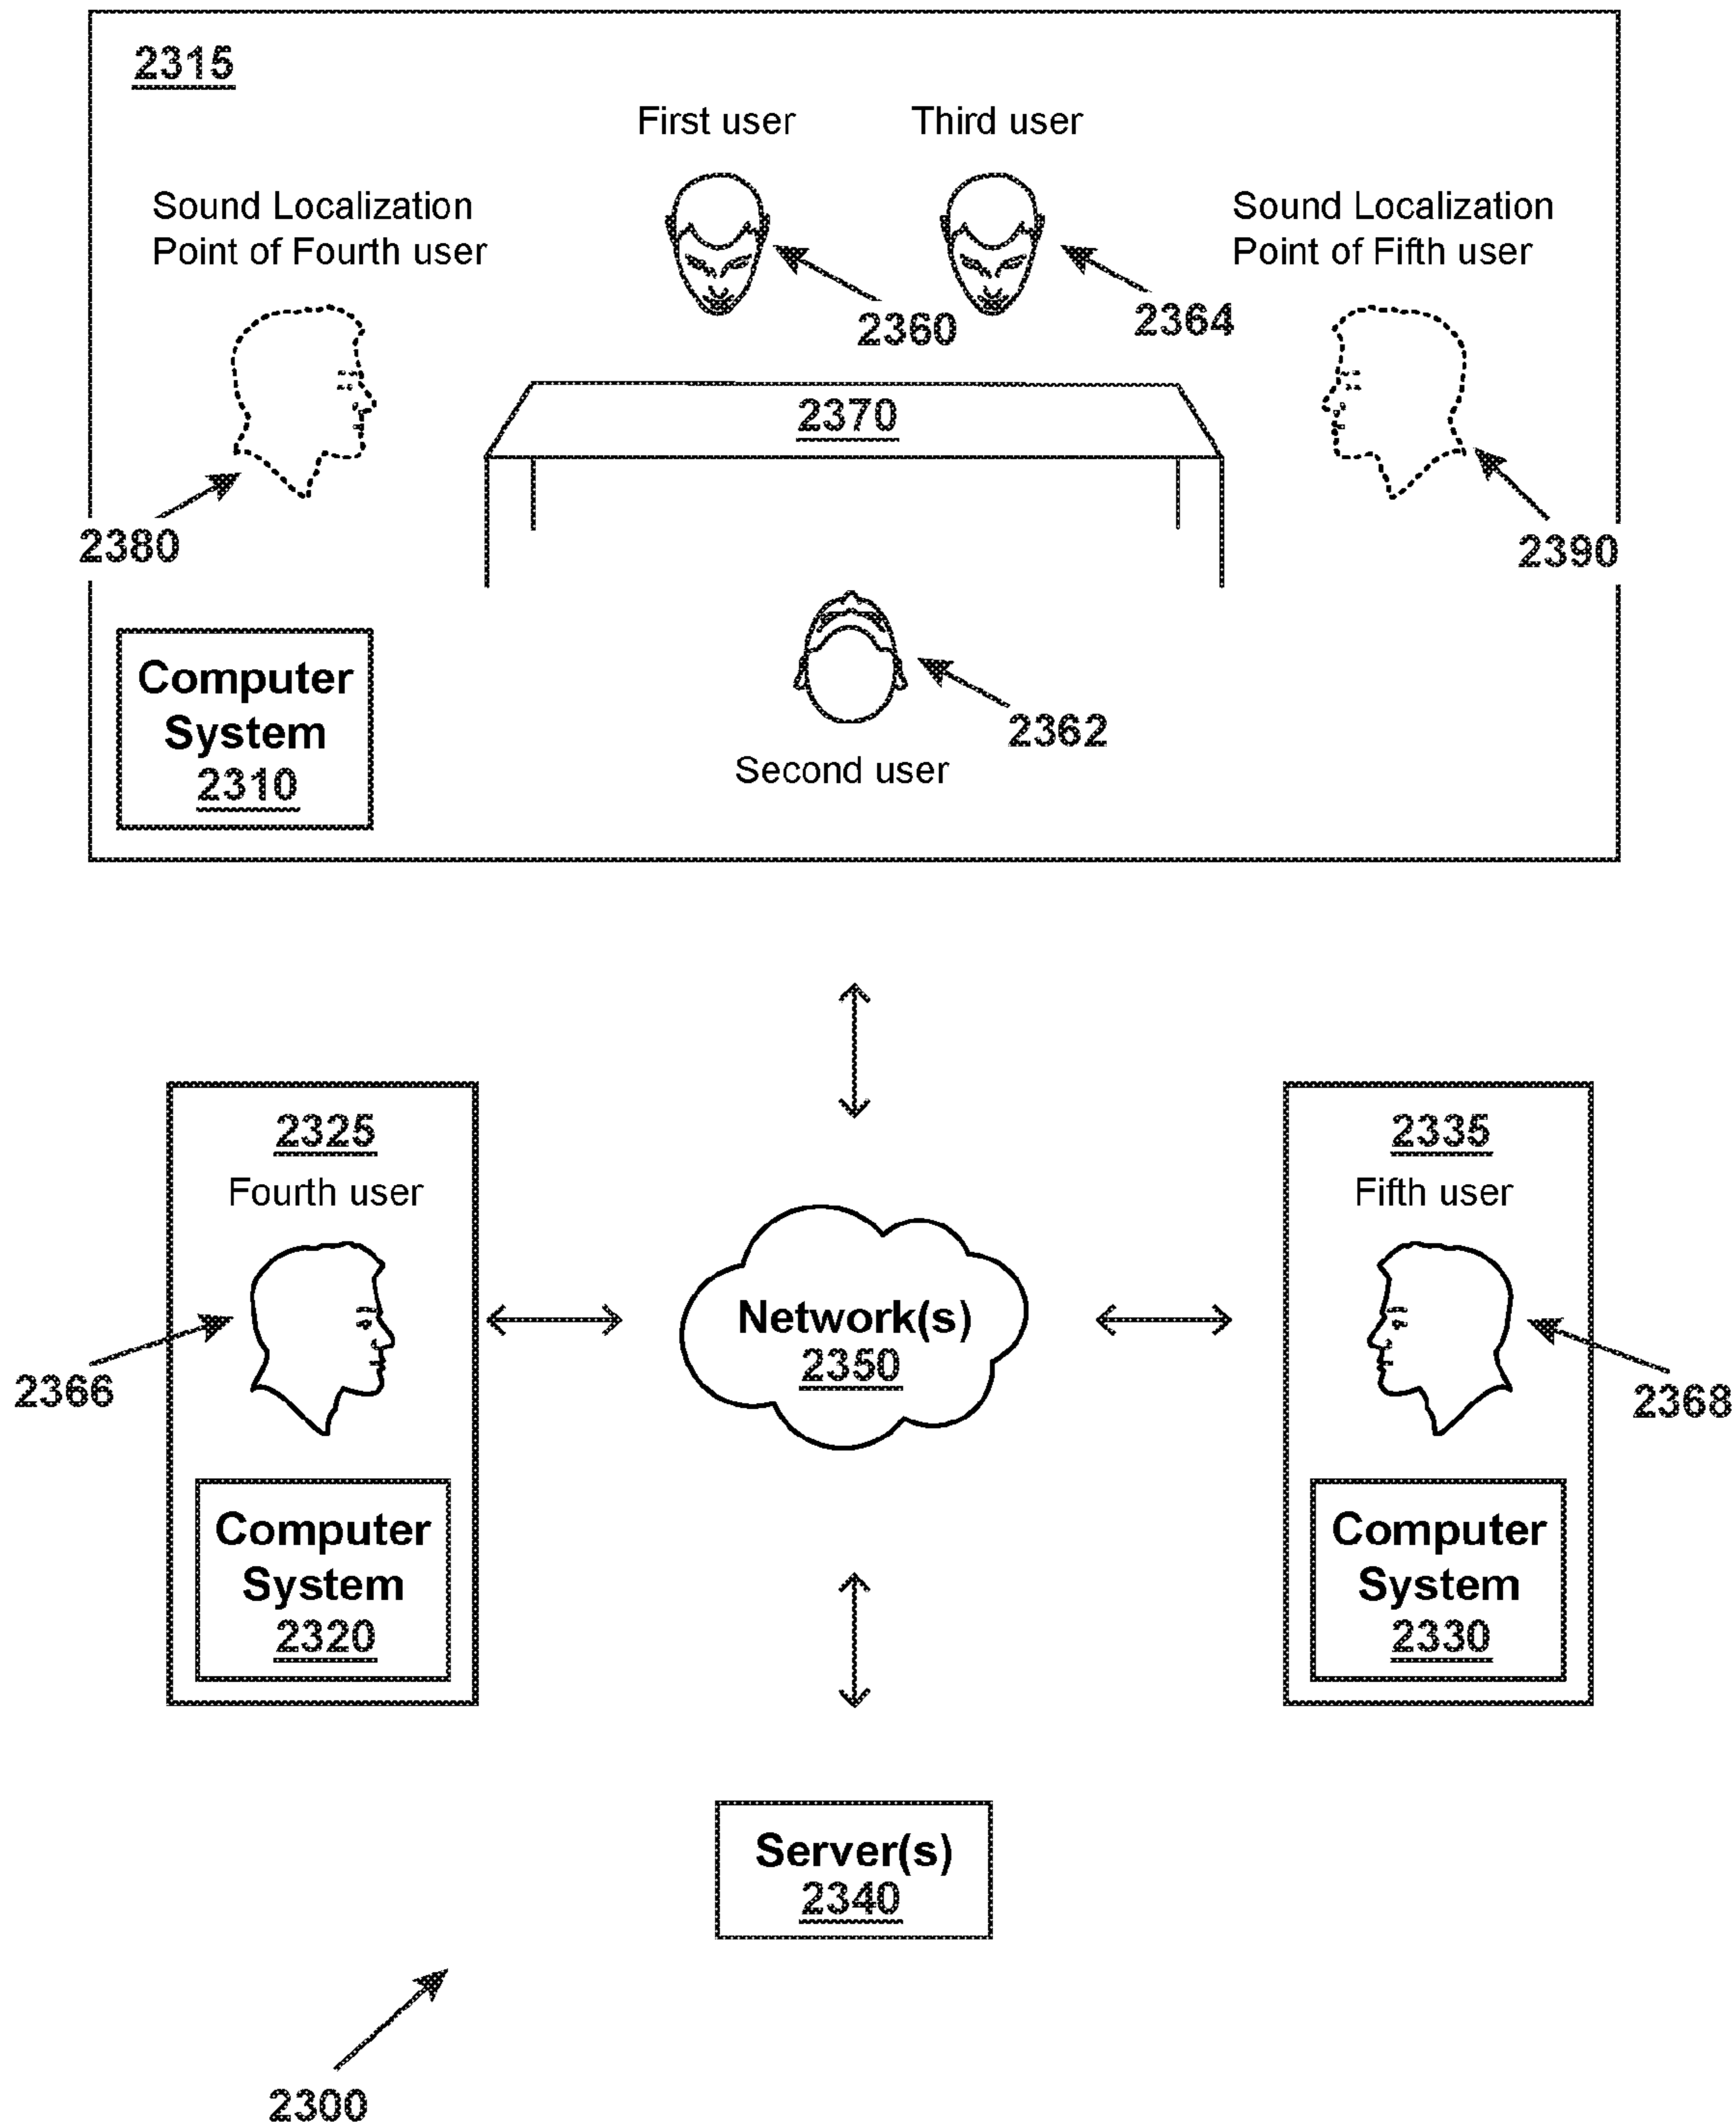 2315
First user
Third user
Sound Localization
Point of Fourth user
Sound Localization
Point of Fifth user
2360
2364
2370
2380
2390
Computer
System
2310
2362
Second user
2325
Fourth user
2335
Fifth user
Network(s)
2350
2366
2368
Computer
System
2320
Computer
System
2330
Server(s)
2340
2300